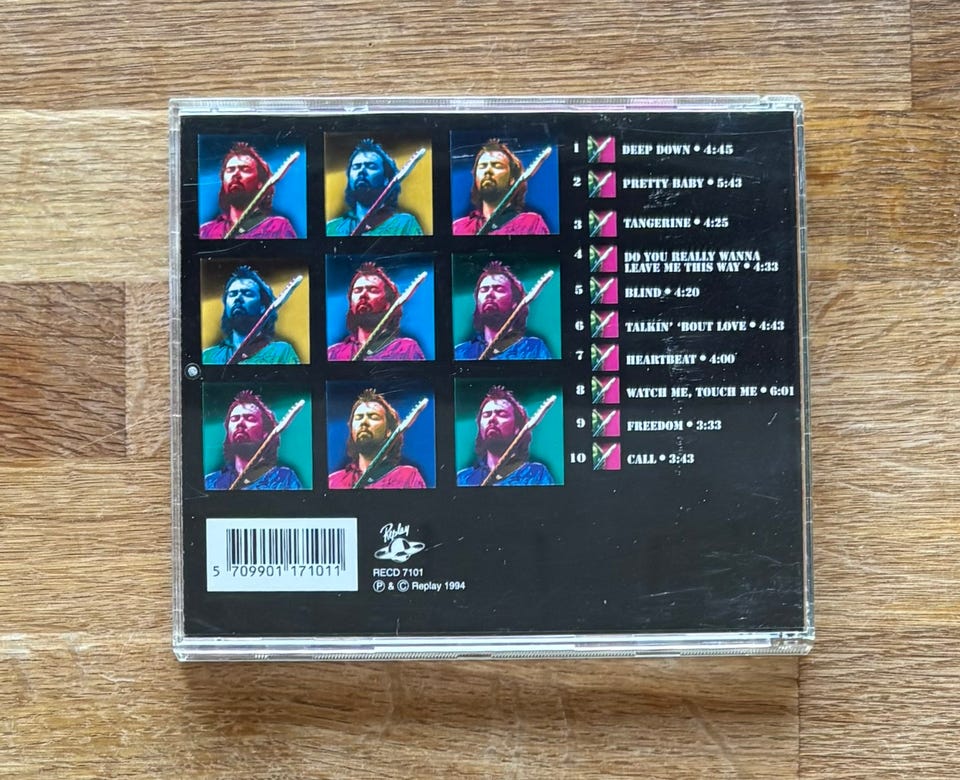 1 DEEP DOWN • 4:45
2 PRETTY BABY • 5:43
3 TANGERINE • 4:25
4 DO YOU REALLY WANNA
LEAVE ME THIS WAY • 4:33
5 BLIND • 4:20
6 TALKIN' 'BOUT LOVE • 4:43
7 HEARTBEAT • 4:00
8 WATCH ME, TOUCH ME • 6:01
9 FREEDOM • 3:33
10 CALL • 3:43
5 709901 171011
Replay
RECD 7101
Ⓟ & © Replay 1994